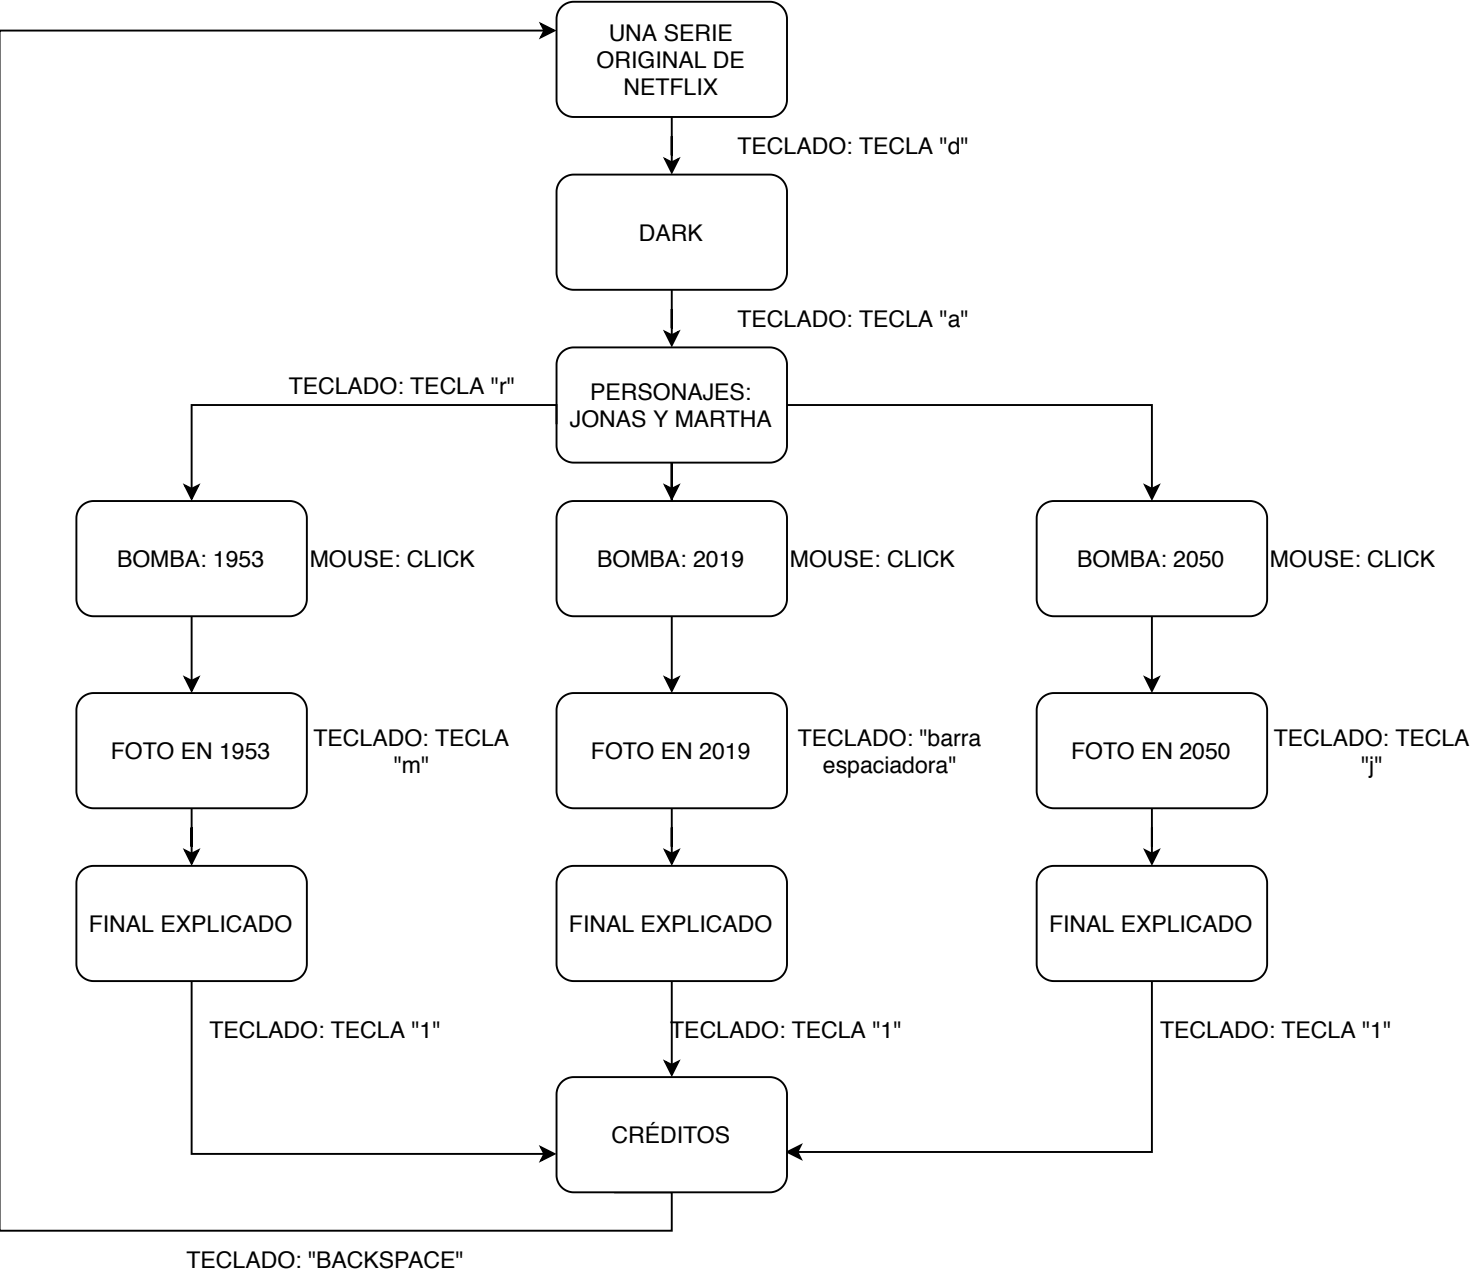 UNA SERIE
ORIGINAL DE
NETFLIX
TECLADO: TECLA "d"
DARK
TECLADO: TECLA "a"
TECLADO: TECLA "r"
PERSONAJES:
JONAS Y MARTHA
BOMBA: 1953
MOUSE: CLICK
BOMBA: 2019
MOUSE: CLICK
BOMBA: 2050
MOUSE: CLICK
FOTO EN 1953
TECLADO: TECLA
"m"
FOTO EN 2019
TECLADO: "barra
espaciadora"
FOTO EN 2050
TECLADO: TECLA
"j"
FINAL EXPLICADO
FINAL EXPLICADO
FINAL EXPLICADO
TECLADO: TECLA "1"
TECLADO: TECLA "1"
TECLADO: TECLA "1"
CRÉDITOS
TECLADO: "BACKSPACE"